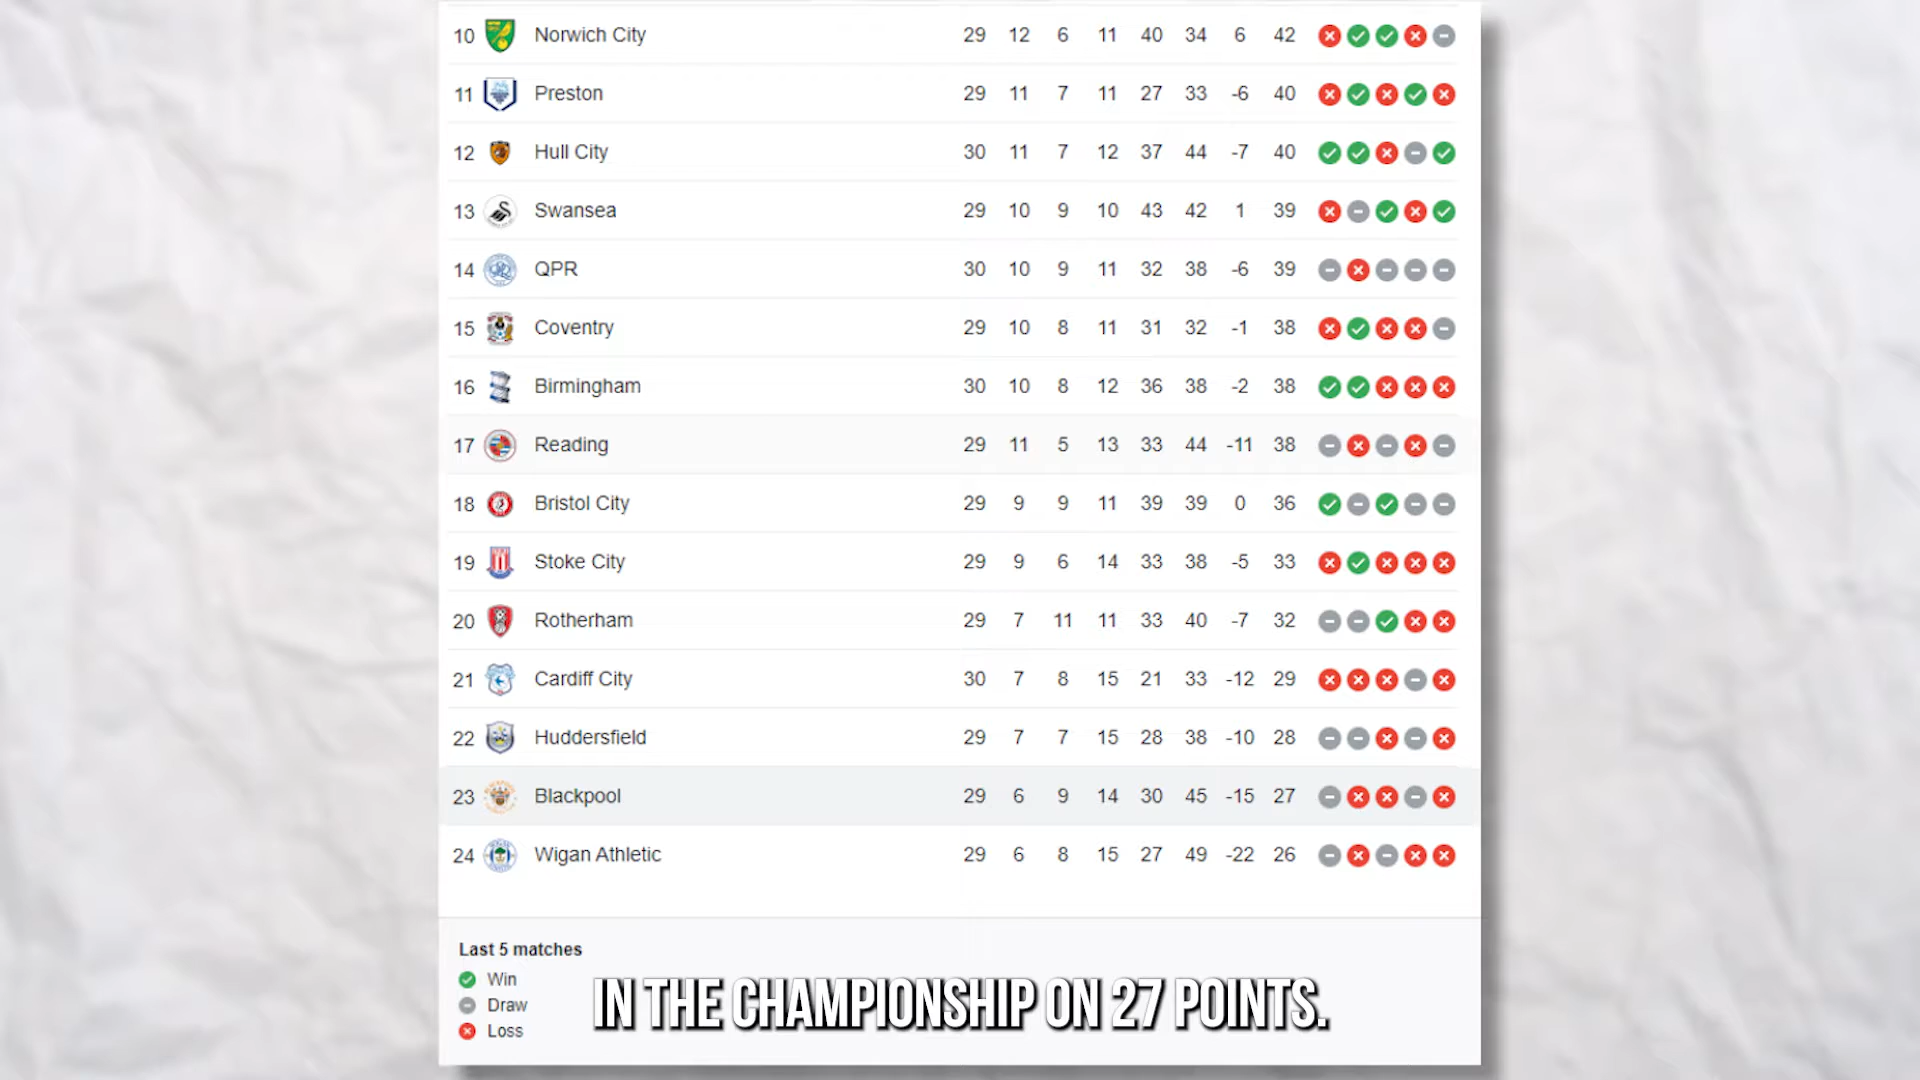 10 Norwich City 29 12 6 11 40 34 6 42
11 Preston 29 11 7 11 27 33 -6 40
12 Hull City 30 11 7 12 37 44 -7 40
13 Swansea 29 10 9 10 43 42 1 39
14 QPR 30 10 9 11 32 38 -6 39
15 Coventry 29 10 8 11 31 32 -1 38
16 Birmingham 30 10 8 12 36 38 -2 38
17 Reading 29 11 5 13 33 44 -11 38
18 Bristol City 29 9 9 11 39 39 0 36
19 Stoke City 29 9 6 14 33 38 -5 33
20 Rotherham 29 7 11 11 33 40 -7 32
21 Cardiff City 30 7 8 15 21 33 -12 29
22 Huddersfield 29 7 7 15 28 38 -10 28
23 Blackpool 29 6 9 14 30 45 -15 27
24 Wigan Athletic 29 6 8 15 27 49 -22 26
Last 5 matches
Win
Draw
Loss
IN THE CHAMPIONSHIP ON 27 POINTS.